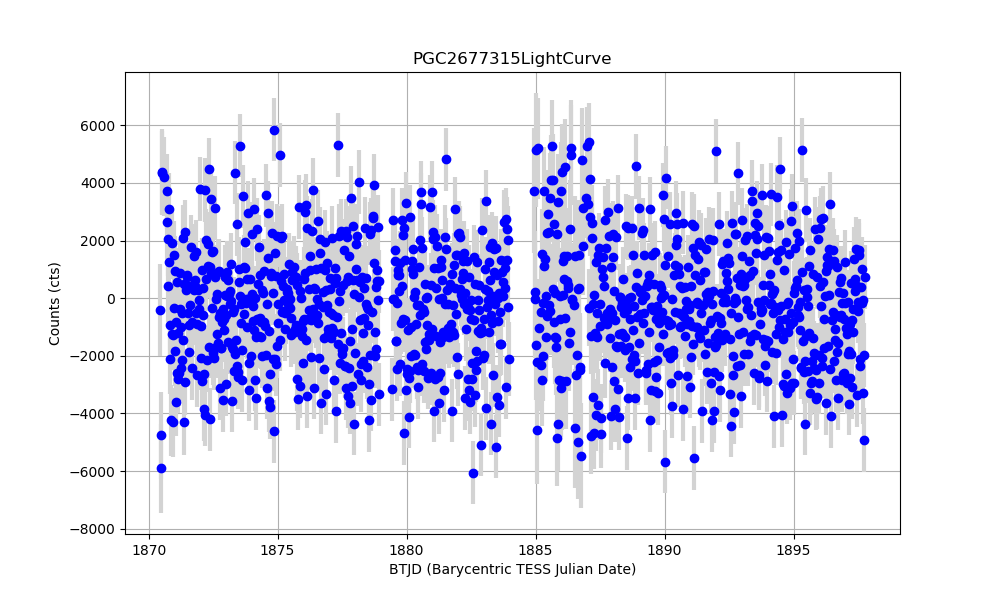 PGC2677315LightCurve
6000
4000
2000
0
−2000
−4000
−6000
−8000
Counts (cts)
1870 1875 1880 1885 1890 1895
BTJD (Barycentric TESS Julian Date)